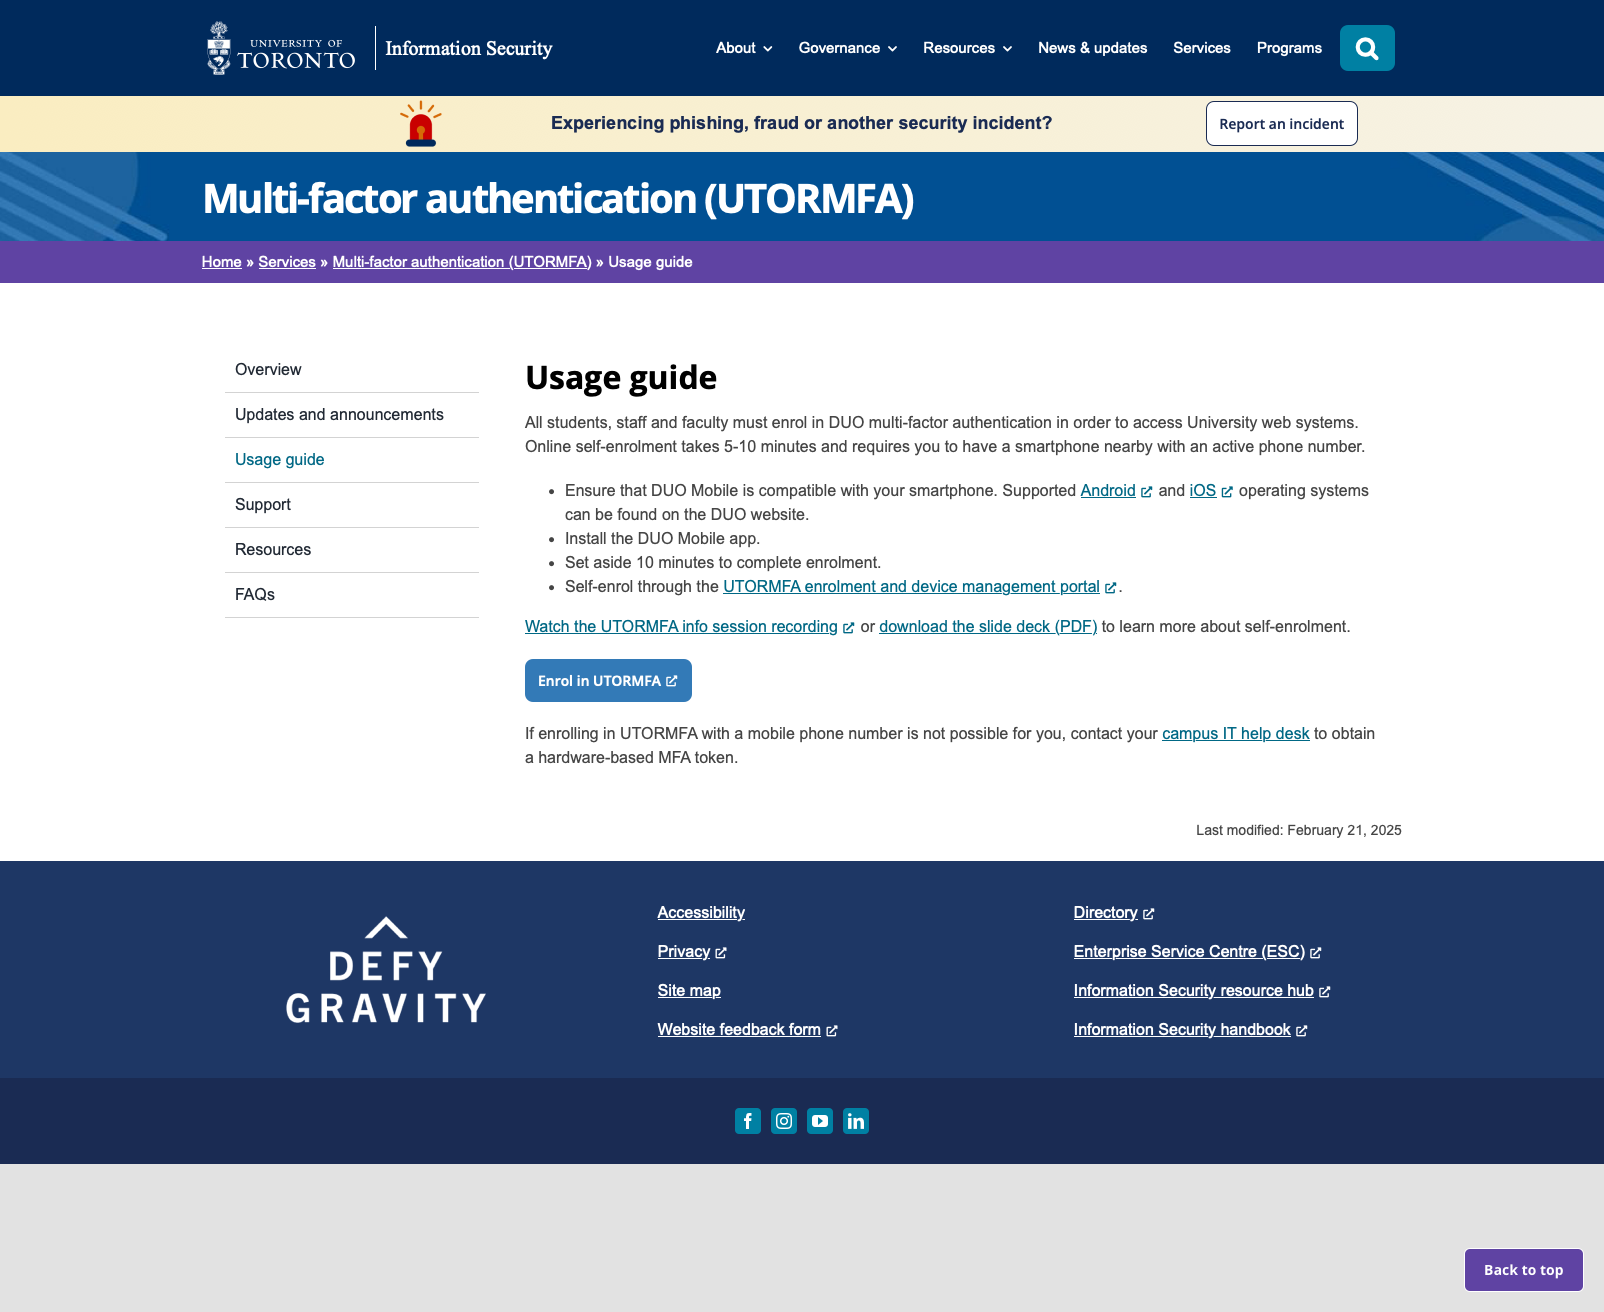 UNIVERSITY OF
TORONTO
Information Security
About
Governance
Resources
News & updates
Services
Programs
Experiencing phishing, fraud or another security incident?
Report an incident
Multi-factor authentication (UTORMFA)
Home » Services » Multi-factor authentication (UTORMFA) » Usage guide
Overview
Updates and announcements
Usage guide
Support
Resources
FAQs
Usage guide
All students, staff and faculty must enrol in DUO multi-factor authentication in order to access University web systems.
Online self-enrolment takes 5-10 minutes and requires you to have a smartphone nearby with an active phone number.
• Ensure that DUO Mobile is compatible with your smartphone. Supported Android and iOS operating systems
can be found on the DUO website.
• Install the DUO Mobile app.
• Set aside 10 minutes to complete enrolment.
• Self-enrol through the UTORMFA enrolment and device management portal.
Watch the UTORMFA info session recording or download the slide deck (PDF) to learn more about self-enrolment.
Enrol in UTORMFA
If enrolling in UTORMFA with a mobile phone number is not possible for you, contact your campus IT help desk to obtain
a hardware-based MFA token.
Last modified: February 21, 2025
DEFY
GRAVITY
Accessibility
Privacy
Site map
Website feedback form
Directory
Enterprise Service Centre (ESC)
Information Security resource hub
Information Security handbook
Back to top